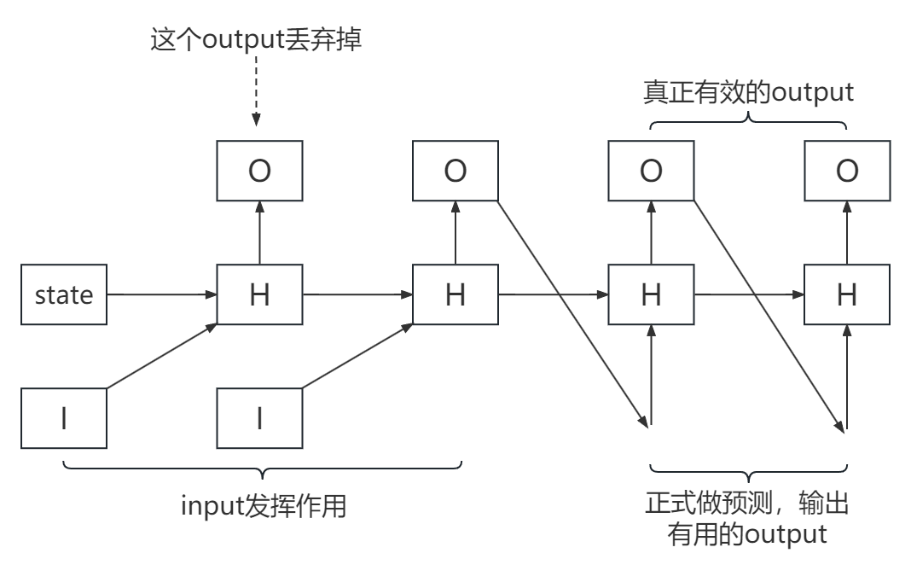 这个output丢弃掉
真正有效的output
O
O
O
O
state
H
H
H
H
I
I
input发挥作用
正式做预测，输出
有用的output